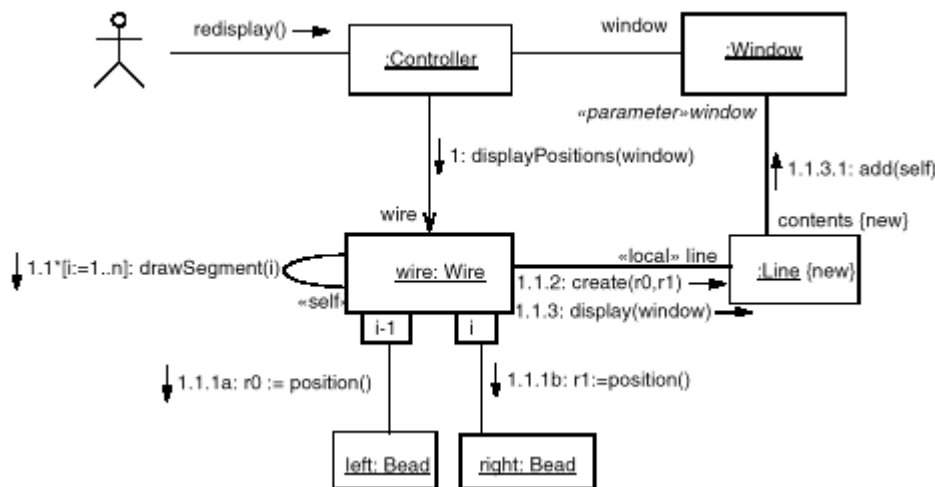 redisplay()
window
:Controller
:Window
«parameter»window
1: displayPositions(window)
1.1.3.1: add(self)
wire
contents {new}
1.1*[i:=1..n]: drawSegment(i)
wire: Wire
«local» line
:Line {new}
1.1.2: create(r0,r1)
«self»
1.1.3: display(window)
i-1
i
1.1.1a: r0 := position()
1.1.1b: r1:=position()
left: Bead
right: Bead